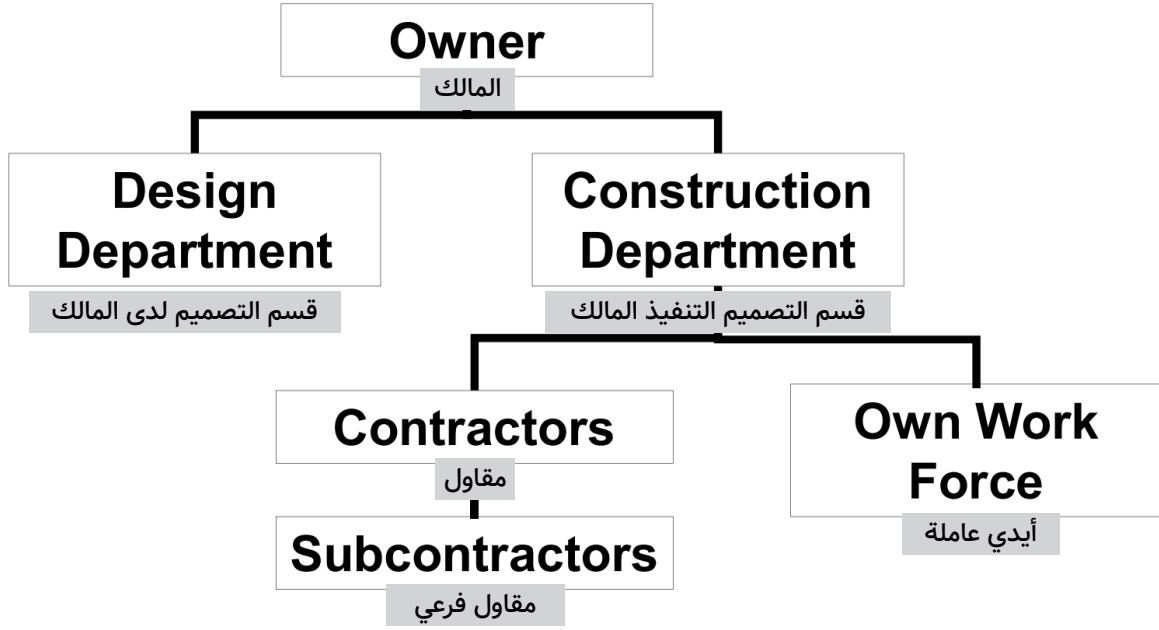 Owner
المالك
Design
Department
قسم التصميم لدى المالك
Construction
Department
قسم التصميم التنفيذ المالك
Contractors
مقاول
Own Work
Force
أيدي عاملة
Subcontractors
مقاول فرعي